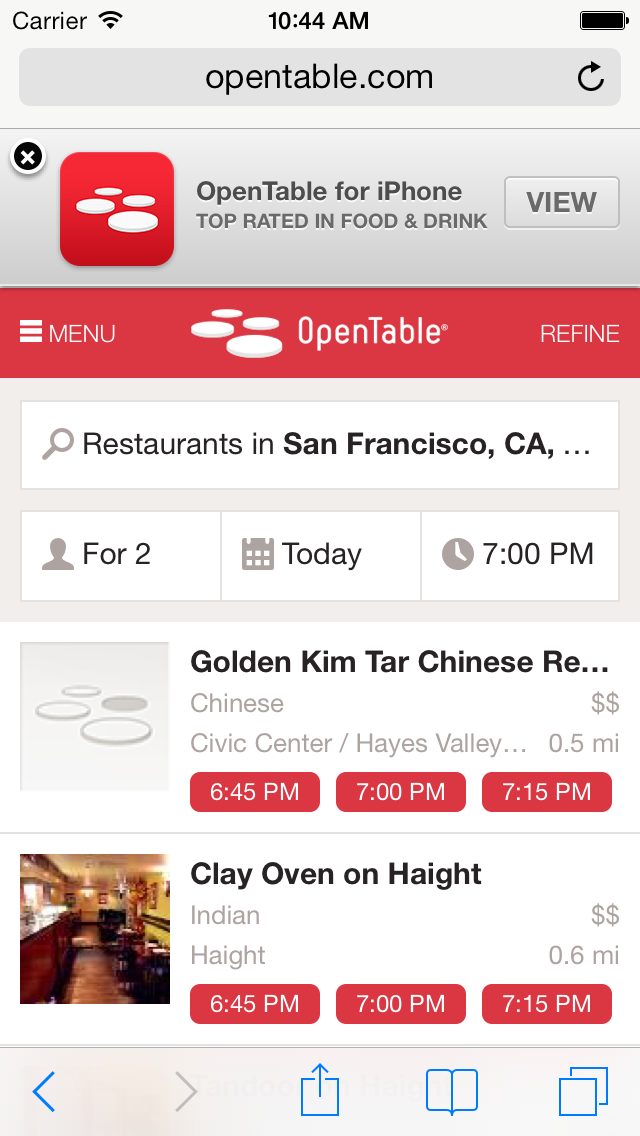 Carrier 10:44 AM
opentable.com
OpenTable for iPhone
TOP RATED IN FOOD & DRINK
VIEW
MENU OpenTable® REFINE
Restaurants in San Francisco, CA, ...
For 2 Today 7:00 PM
Golden Kim Tar Chinese Re...
Chinese $$
Civic Center / Hayes Valley... 0.5 mi
6:45 PM 7:00 PM 7:15 PM
Clay Oven on Haight
Indian $$
Haight 0.6 mi
6:45 PM 7:00 PM 7:15 PM